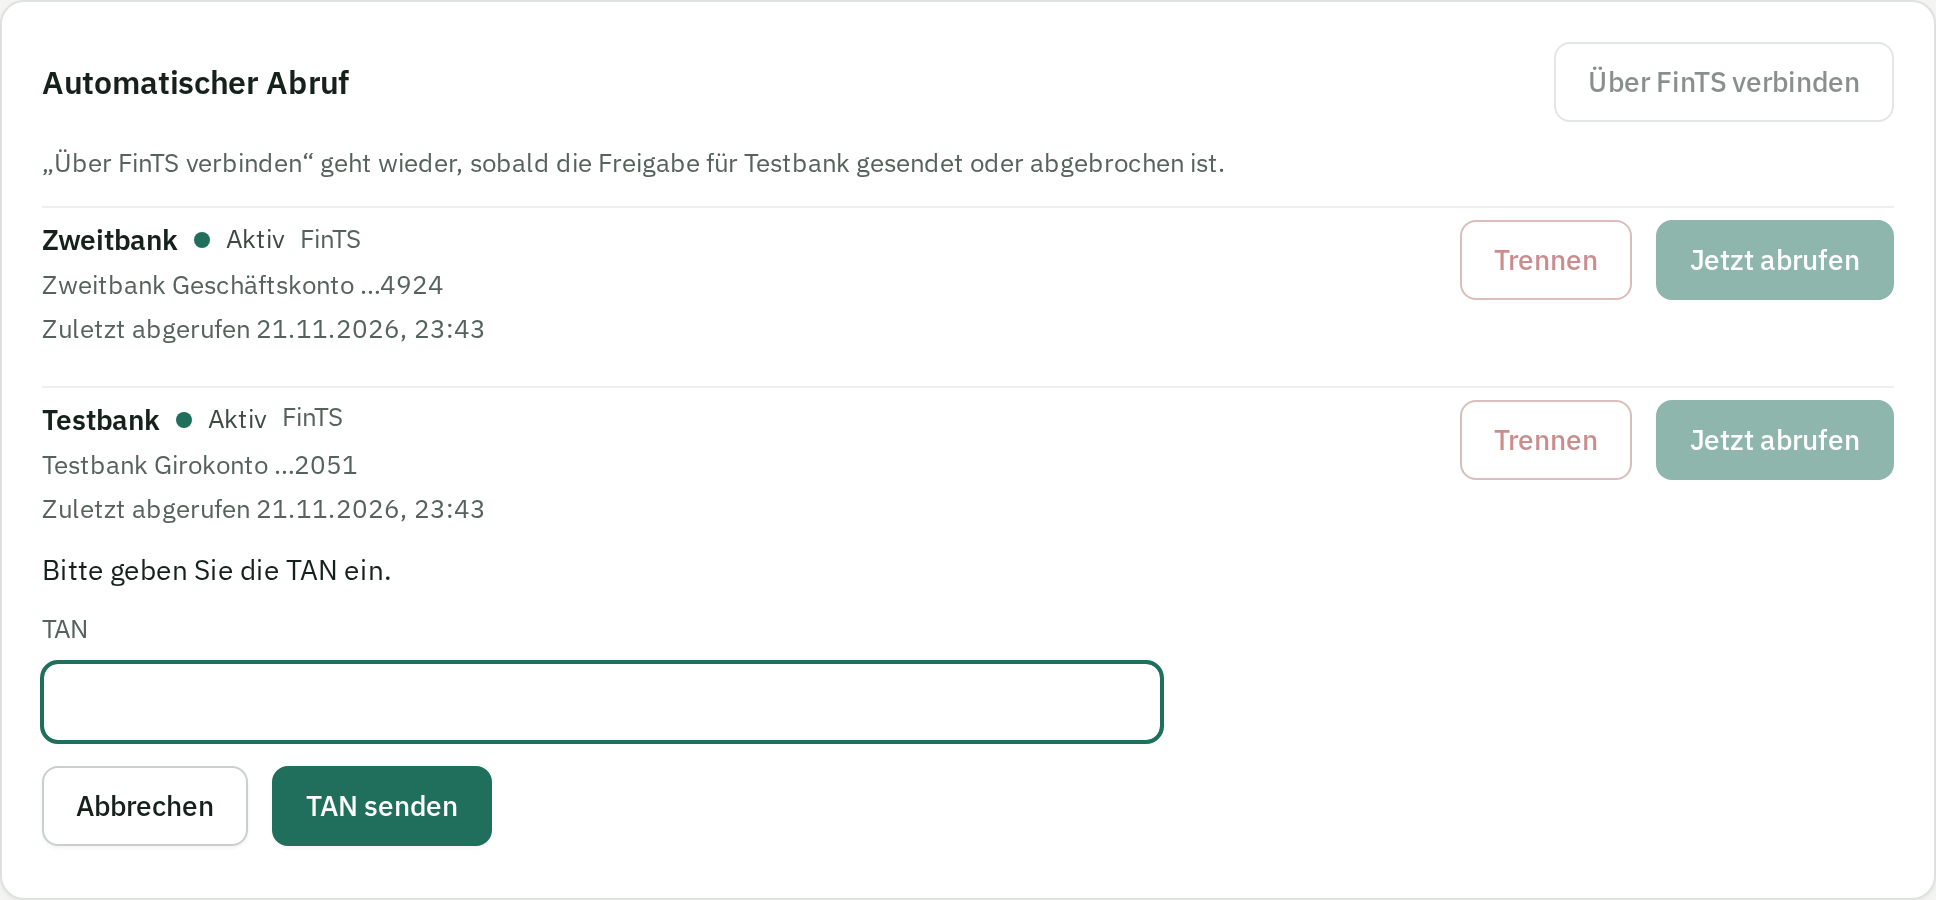 Automatischer Abruf
Über FinTS verbinden
„Über FinTS verbinden“ geht wieder, sobald die Freigabe für Testbank gesendet oder abgebrochen ist.
Zweitbank Aktiv FinTS
Trennen
Jetzt abrufen
Zweitbank Geschäftskonto …4924
Zuletzt abgerufen 21.11.2026, 23:43
Testbank Aktiv FinTS
Trennen
Jetzt abrufen
Testbank Girokonto …2051
Zuletzt abgerufen 21.11.2026, 23:43
Bitte geben Sie die TAN ein.
TAN
Abbrechen
TAN senden